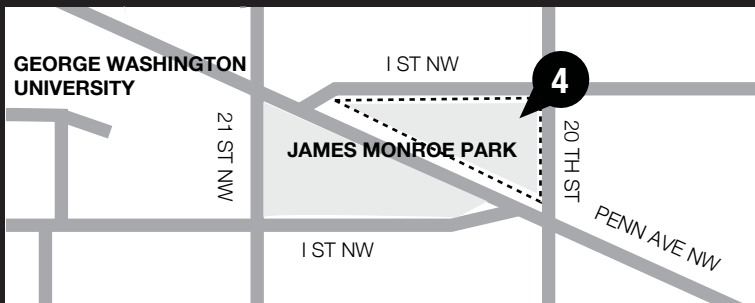 GEORGE WASHINGTON
UNIVERSITY
I ST NW
4
21 ST NW
JAMES MONROE PARK
20 TH ST
PENN AVE NW
I ST NW